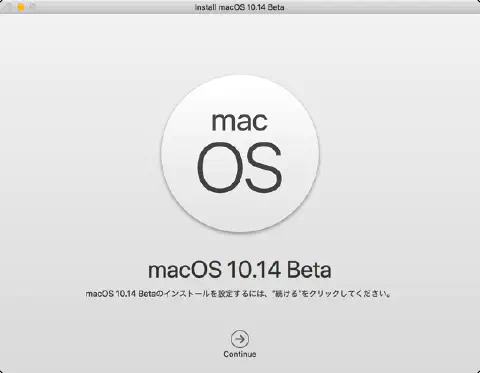 Install macOS 10.14 Beta
mac
OS
macOS 10.14 Beta
macOS 10.14 Betaのインストールを設定するには、"続ける"をクリックしてください。
Continue